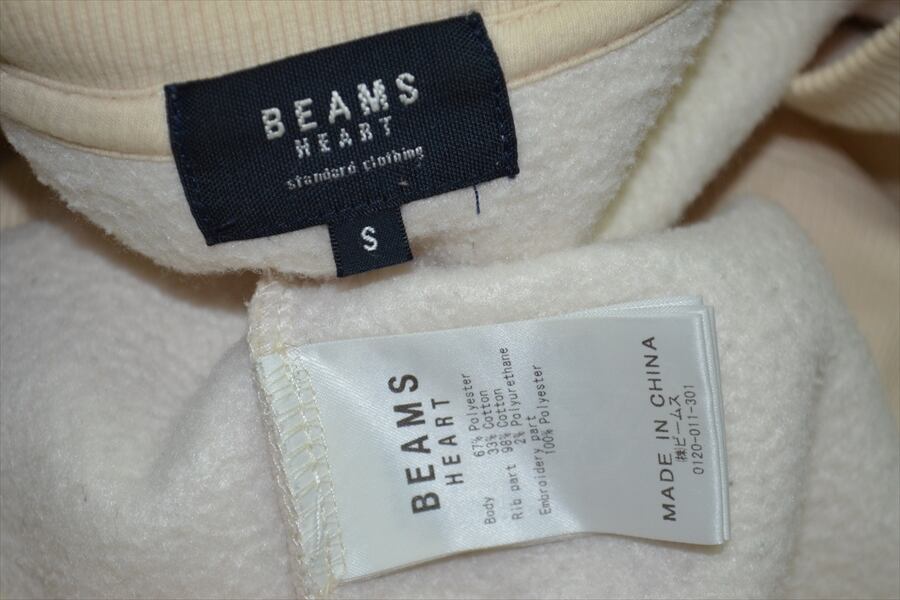 BEAMS
HEART
standard clothing
S
BEAMS
HEART
Body 67% Polyester
33% Cotton
Rib part 98% Cotton
2% Polyurethane
Embroidery part
100% Polyester
MADE IN CHINA
㈱ビームス
0120-011-301